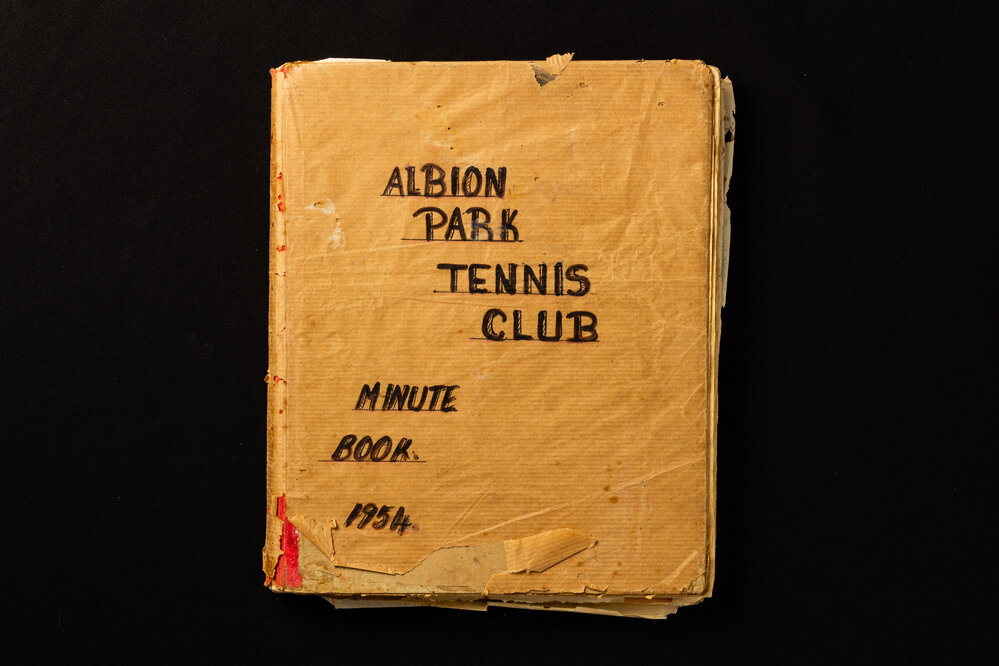 ALBION
PARK
TENNIS
CLUB
MINUTE
BOOK.
1954.